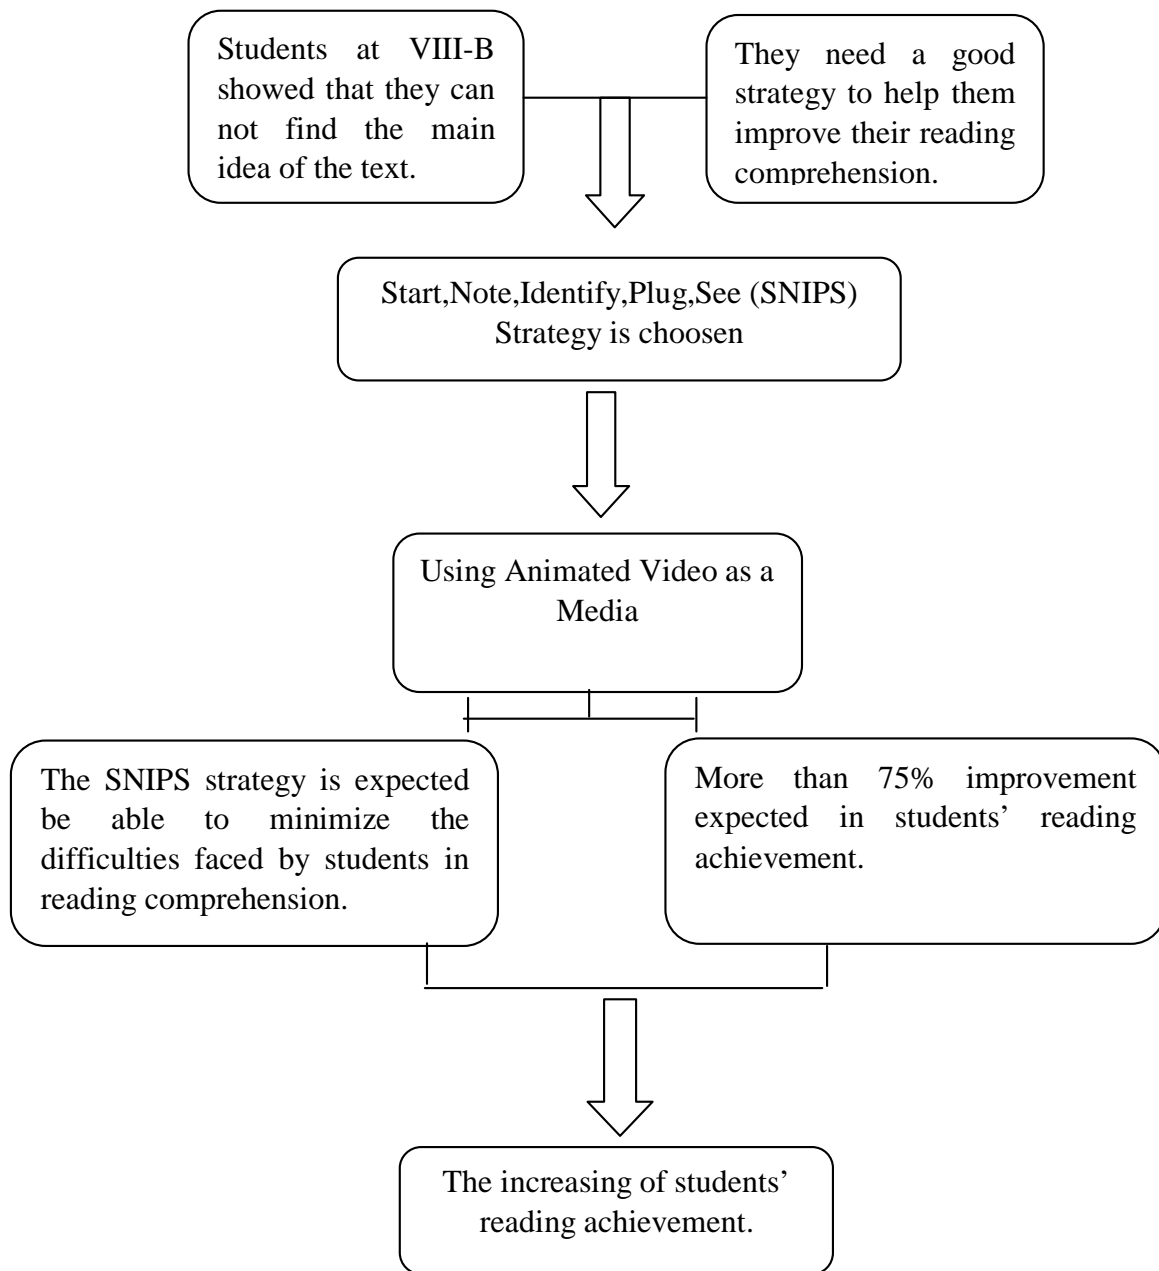 Students at VIII-B
showed that they can
not find the main
idea of the text.
They need a good
strategy to help them
improve their reading
comprehension.
Start,Note,Identify,Plug,See (SNIPS)
Strategy is choosen
Using Animated Video as a
Media
The SNIPS strategy is expected
be able to minimize the
difficulties faced by students in
reading comprehension.
More than 75% improvement
expected in students’ reading
achievement.
The increasing of students’
reading achievement.